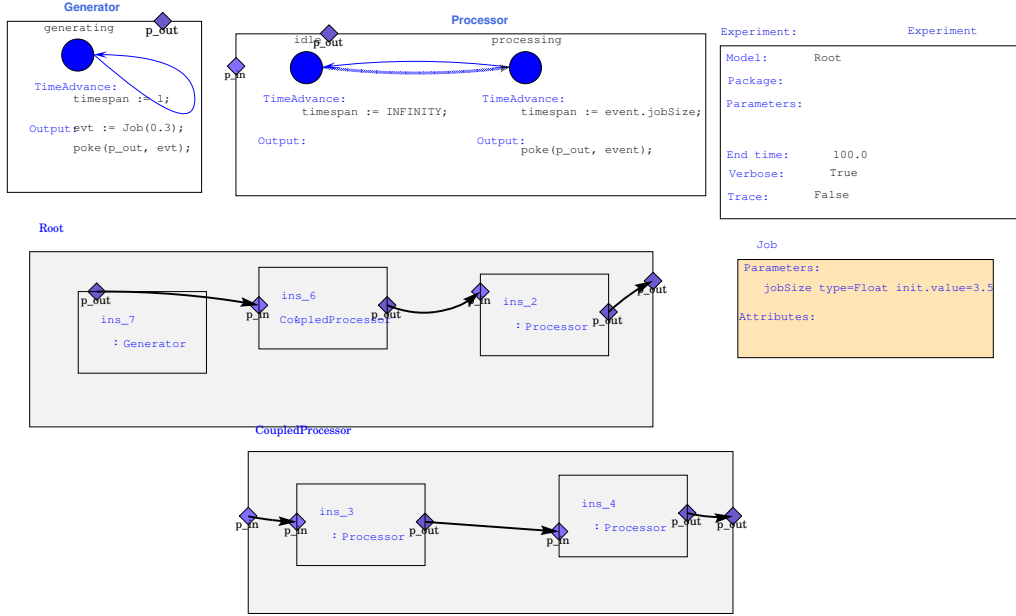 Generator
generating
p_out
TimeAdvance:
timespan := 1;
Output:
evt := Job(0.3);
poke(p_out, evt);
Processor
p_out
p_in
idle
processing
TimeAdvance:
timespan := INFINITY;
Output:
TimeAdvance:
timespan := event.jobSize;
Output:
poke(p_out, event);
Experiment:
Experiment
Model:
Root
Package:
Parameters:
End time:
100.0
Verbose:
True
Trace:
False
Root
p_out
ins_7
: Generator
p_in
ins_6
: CoupledProcessor
p_out
p_in
ins_2
: Processor
p_out
p_out
Job
Parameters:
jobSize type=Float init.value=3.5
Attributes:
CoupledProcessor
p_in
p_in
ins_3
: Processor
p_out
p_in
ins_4
: Processor
p_out
p_out